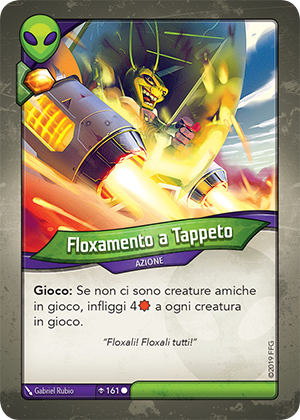 Floxamento a Tappeto
AZIONE
Gioco: Se non ci sono creature amiche
in gioco, infliggi 4 a ogni creatura
in gioco.
"Floxali! Floxali tutti!"
©2019 FFG
Gabriel Rubio
161